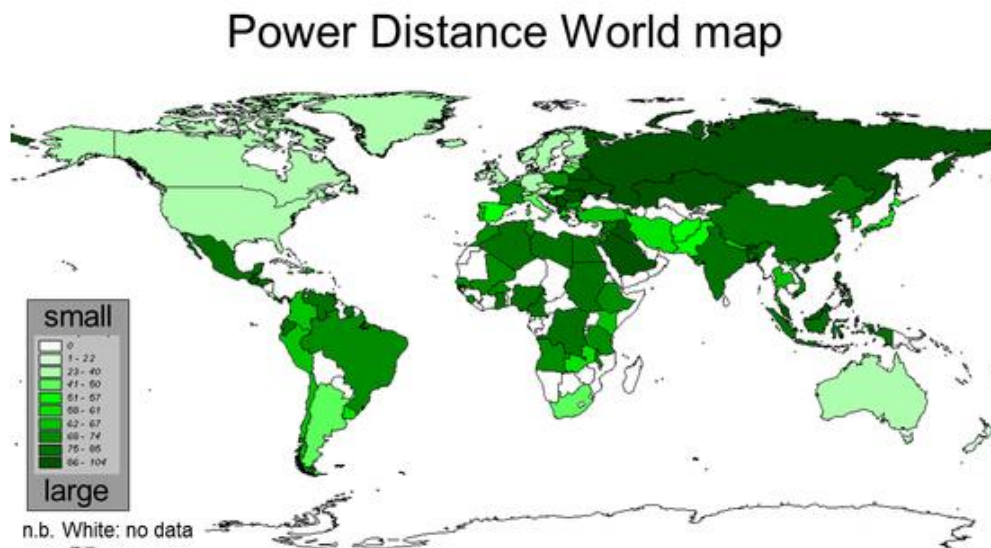 Power Distance World map
small
0
1 - 22
23 - 40
41 - 50
51 - 57
58 - 61
62 - 67
68 - 74
75 - 85
86 - 104
large
n.b. White: no data